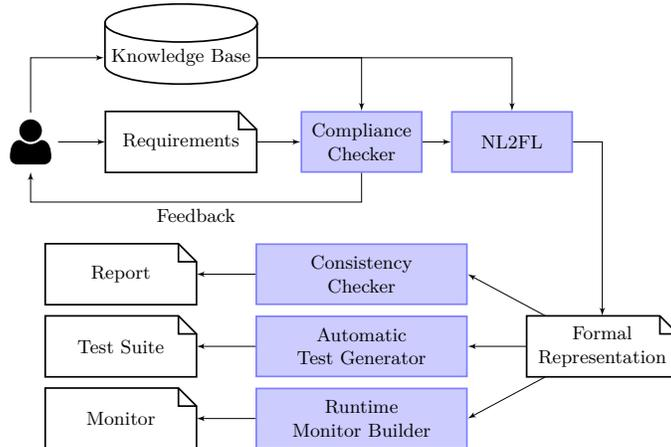 Knowledge Base
Requirements
Compliance
Checker
NL2FL
Feedback
Report
Consistency
Checker
Test Suite
Automatic
Test Generator
Formal
Representation
Monitor
Runtime
Monitor Builder